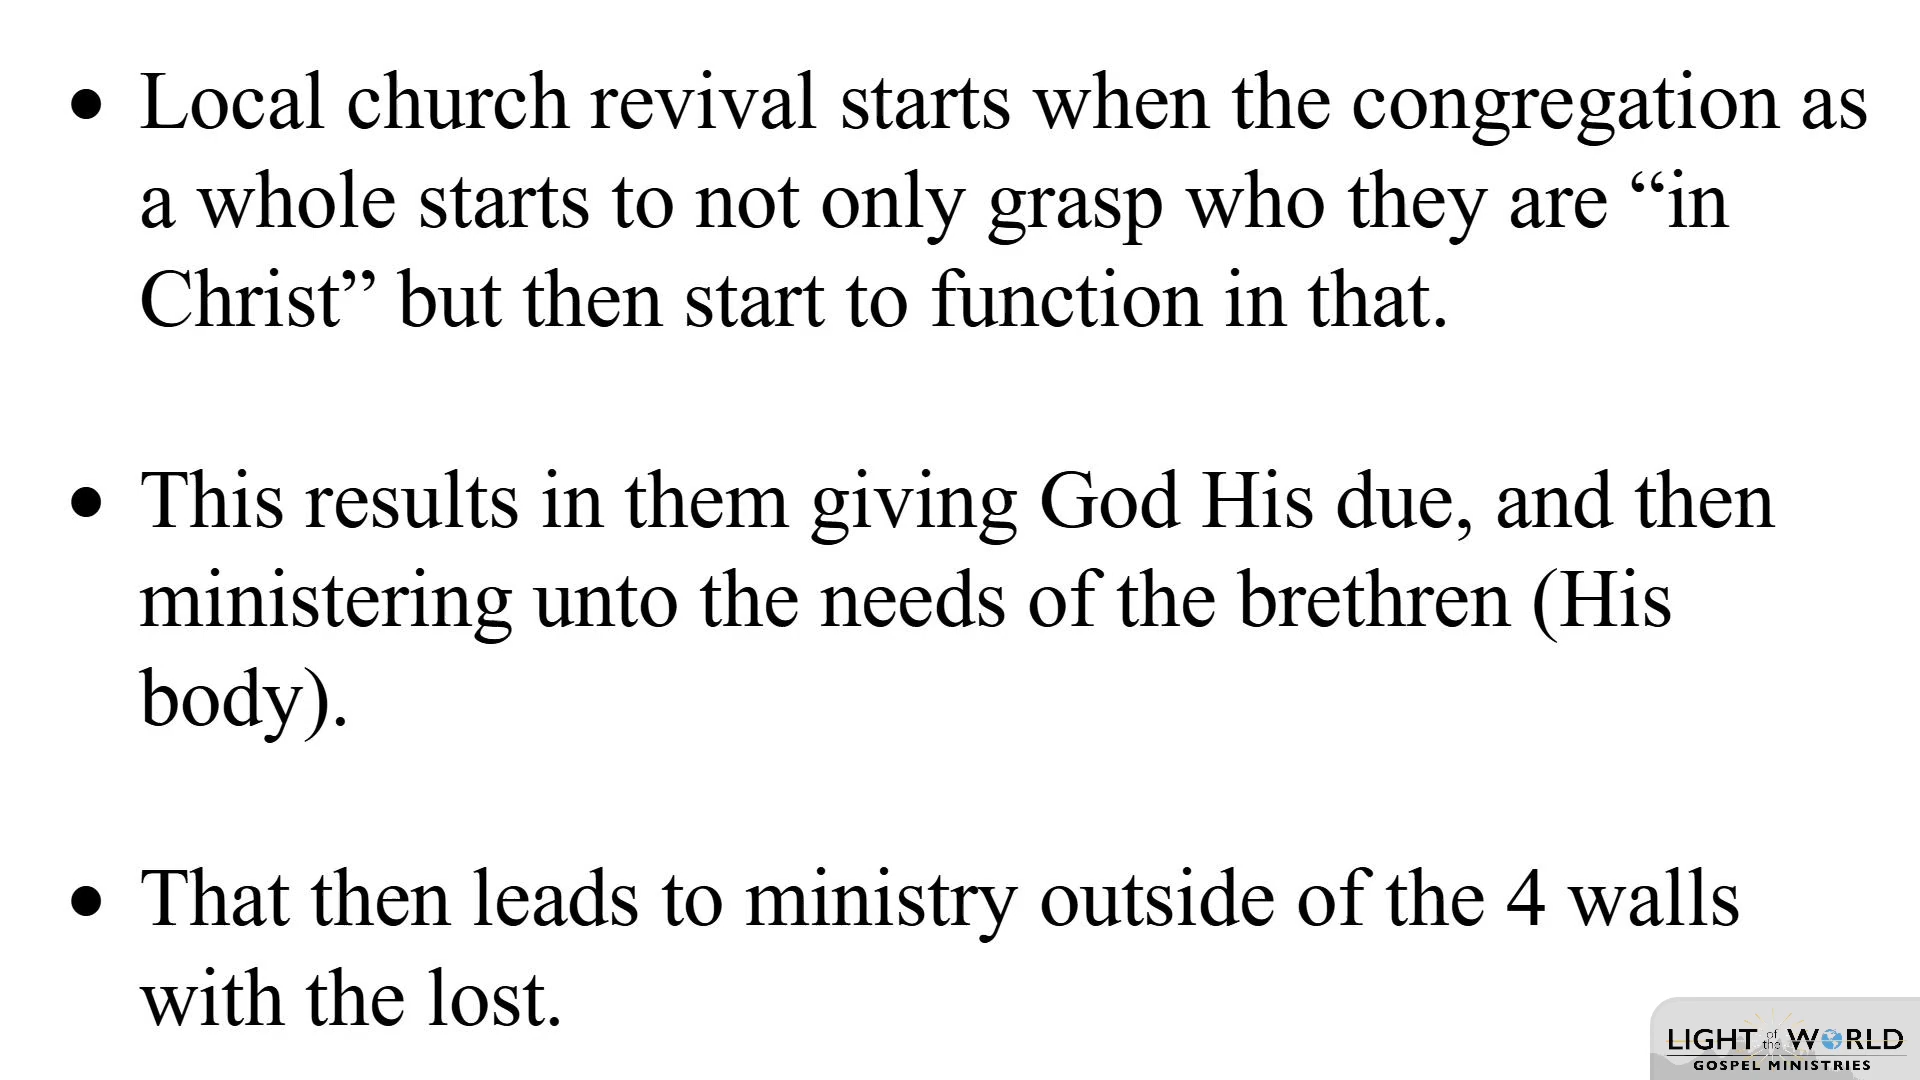 • Local church revival starts when the congregation as
a whole starts to not only grasp who they are “in
Christ” but then start to function in that.
• This results in them giving God His due, and then
ministering unto the needs of the brethren (His
body).
• That then leads to ministry outside of the 4 walls
with the lost.
LIGHT of the WORLD
GOSPEL MINISTRIES